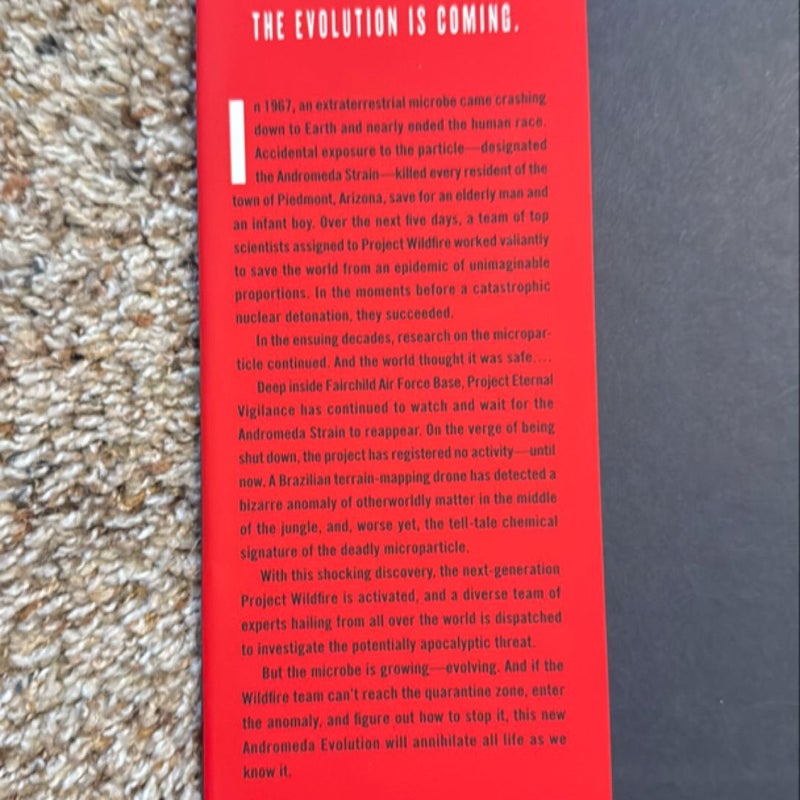 THE EVOLUTION IS COMING.
In 1967, an extraterrestrial microbe came crashing
down to Earth and nearly ended the human race.
Accidental exposure to the particle—designated
the Andromeda Strain—killed every resident of the
town of Piedmont, Arizona, save for an elderly man and
an infant boy. Over the next five days, a team of top
scientists assigned to Project Wildfire worked valiantly
to save the world from an epidemic of unimaginable
proportions. In the moments before a catastrophic
nuclear detonation, they succeeded.
In the ensuing decades, research on the micropar-
ticle continued. And the world thought it was safe....
Deep inside Fairchild Air Force Base, Project Eternal
Vigilance has continued to watch and wait for the
Andromeda Strain to reappear. On the verge of being
shut down, the project has registered no activity—until
now. A Brazilian terrain-mapping drone has detected a
bizarre anomaly of otherworldly matter in the middle
of the jungle, and, worse yet, the tell-tale chemical
signature of the deadly microparticle.
With this shocking discovery, the next-generation
Project Wildfire is activated, and a diverse team of
experts hailing from all over the world is dispatched
to investigate the potentially apocalyptic threat.
But the microbe is growing—evolving. And if the
Wildfire team can't reach the quarantine zone, enter
the anomaly, and figure out how to stop it, this new
Andromeda Evolution will annihilate all life as we
know it.